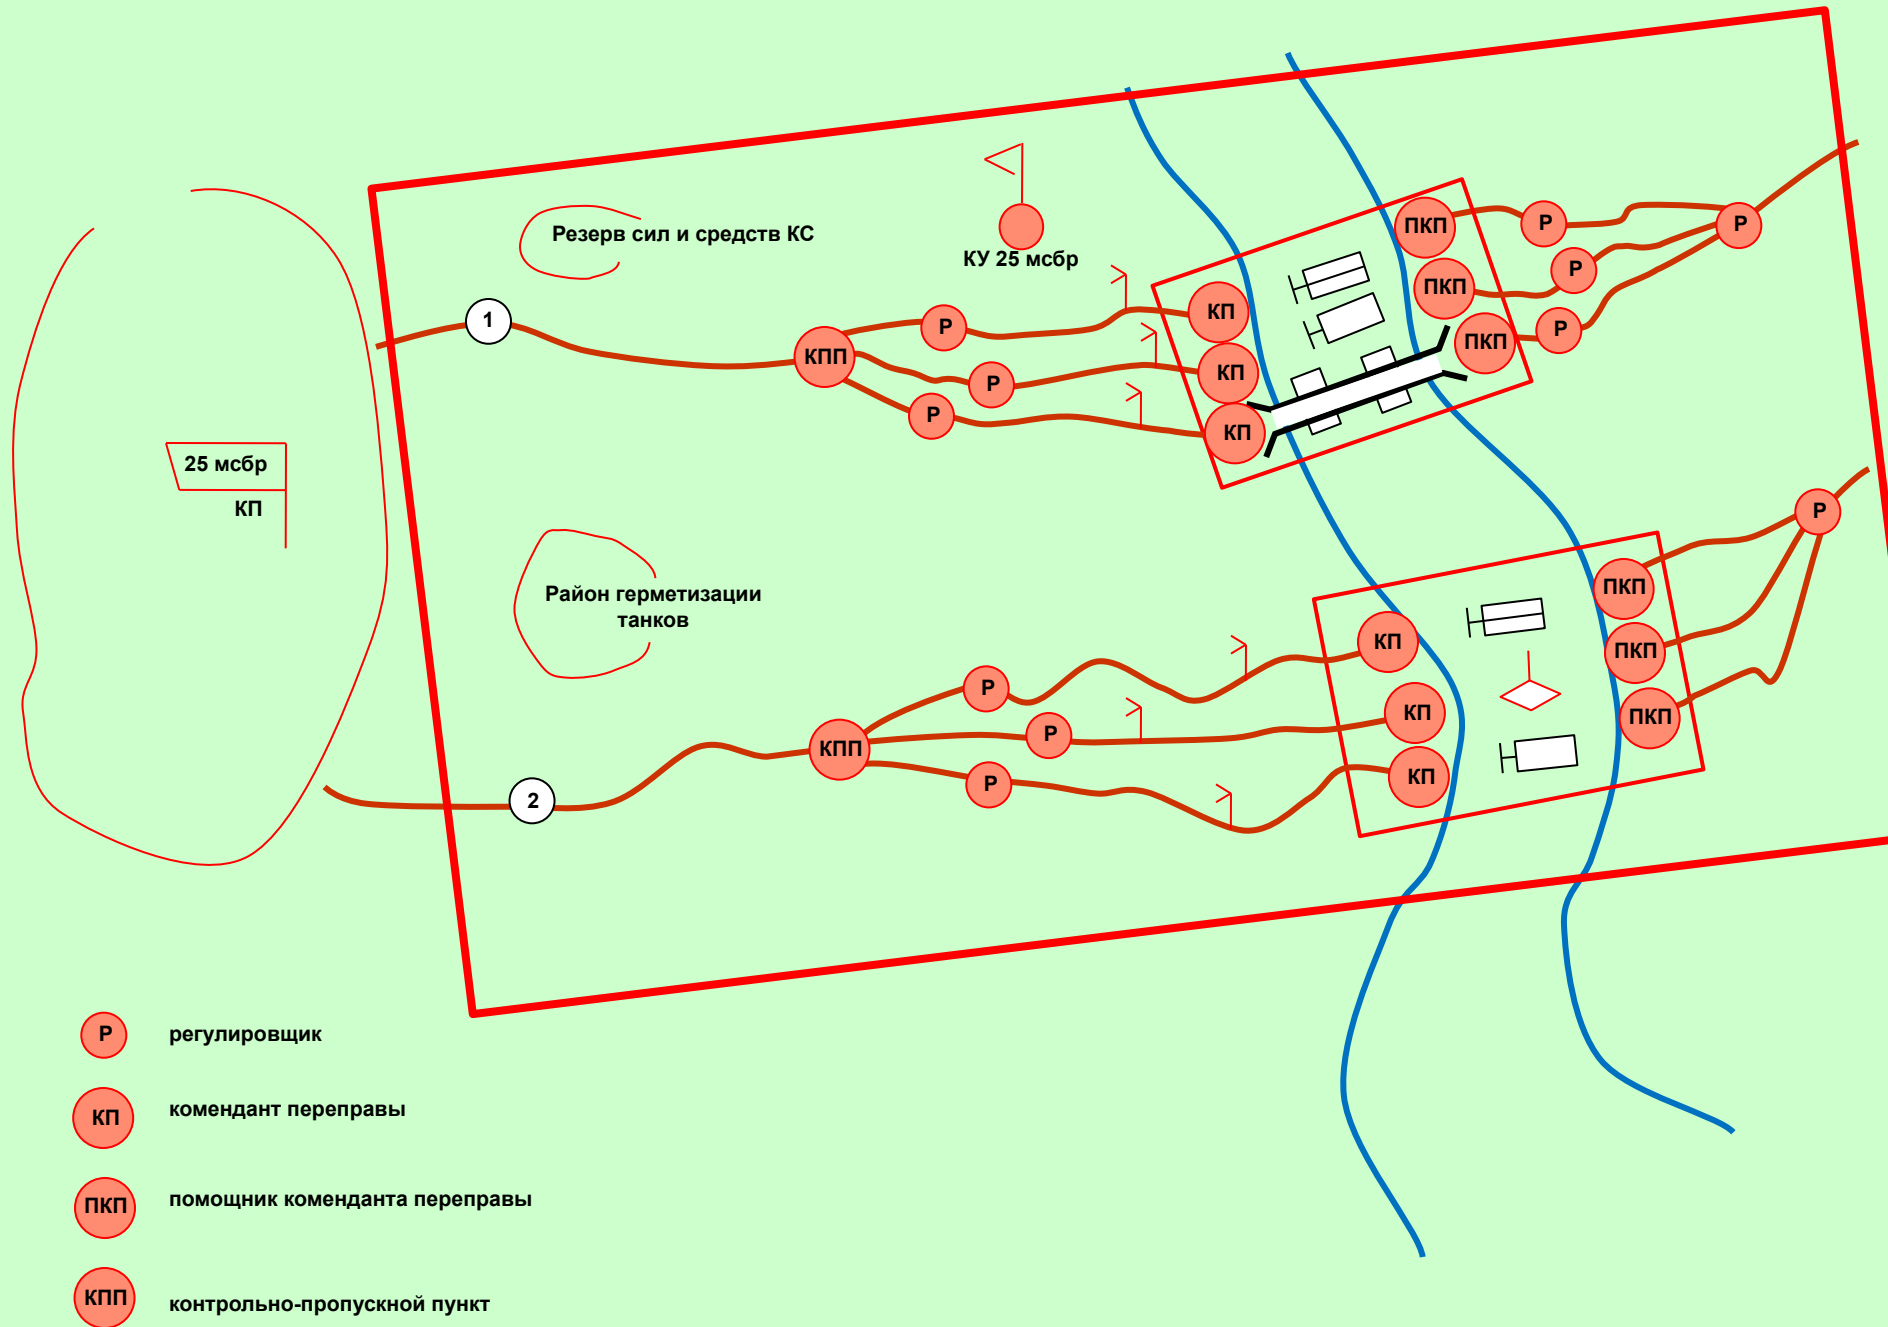 Резерв сил и средств КС
КУ 25 мсбр
ПКП
Р
Р
ПКП
Р
ПКП
Р
1
КПП
Р
Р
Р
КП
КП
КП
25 мсбр
КП
Район герметизации
танков
Р
ПКП
ПКП
ПКП
КП
КП
КП
Р
Р
Р
КПП
2
Р
регулировщик
КП
комендант переправы
ПКП
помощник коменданта переправы
КПП
контрольно-пропускной пункт